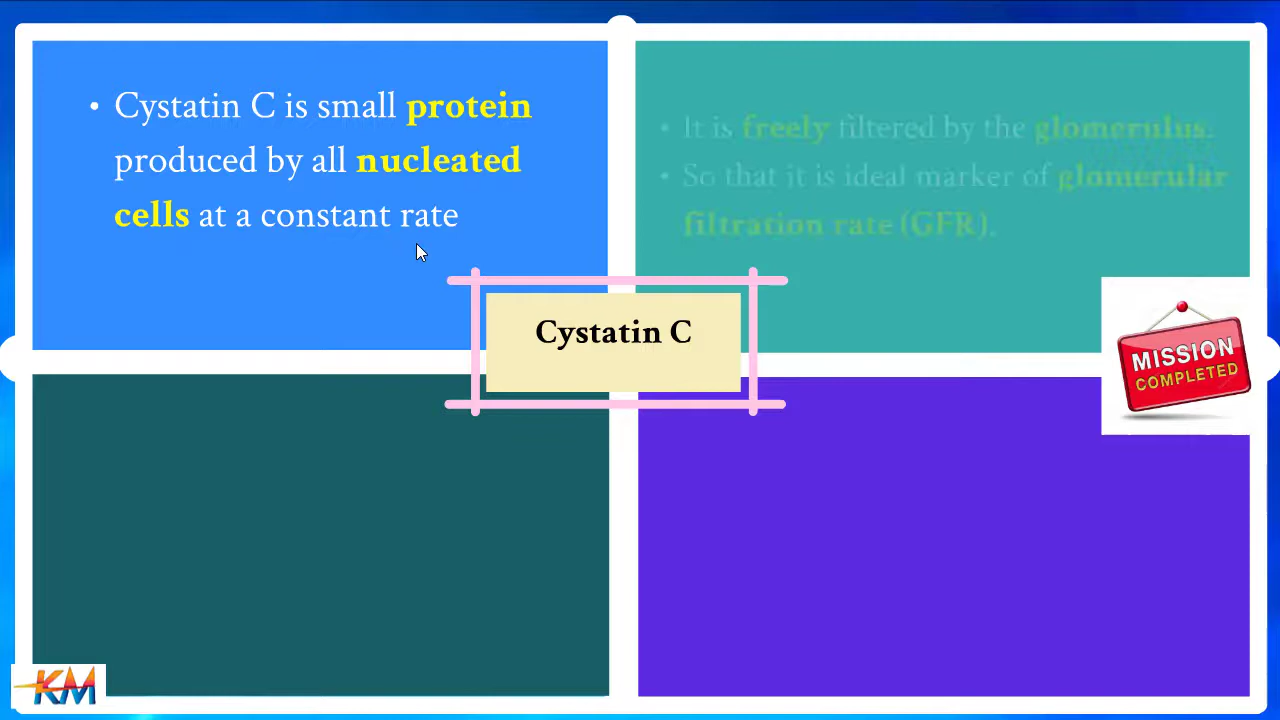 • Cystatin C is small protein
produced by all nucleated
cells at a constant rate
• It is freely filtered by the glomerulus.
• So that it is ideal marker of glomerular
filtration rate (GFR).
Cystatin C
MISSION
COMPLETED
KM